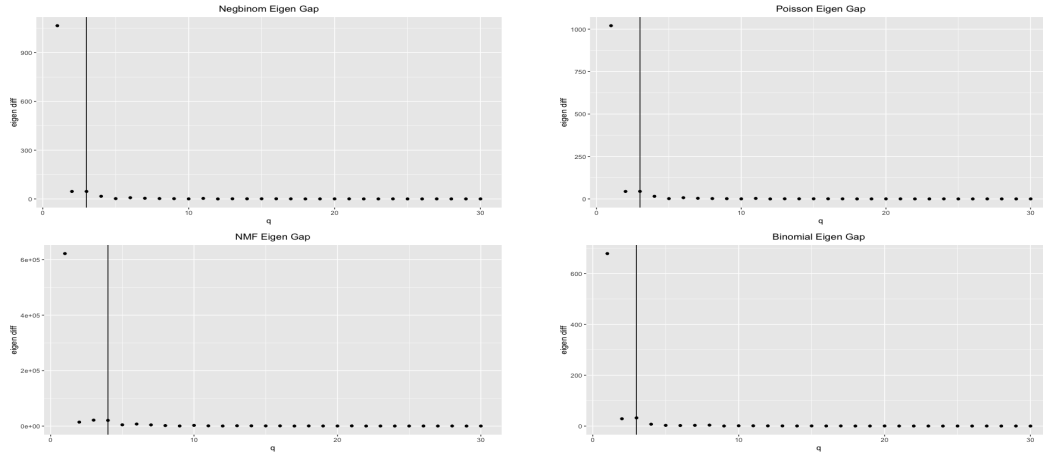 Negbinom Eigen Gap
900
600
300
0
eigen diff
0 10 20 30
q
Poisson Eigen Gap
1000
750
500
250
0
eigen diff
0 10 20 30
q
NMF Eigen Gap
6e+05
4e+05
2e+05
0e+00
eigen diff
0 10 20 30
q
Binomial Eigen Gap
600
400
200
0
eigen diff
0 10 20 30
q